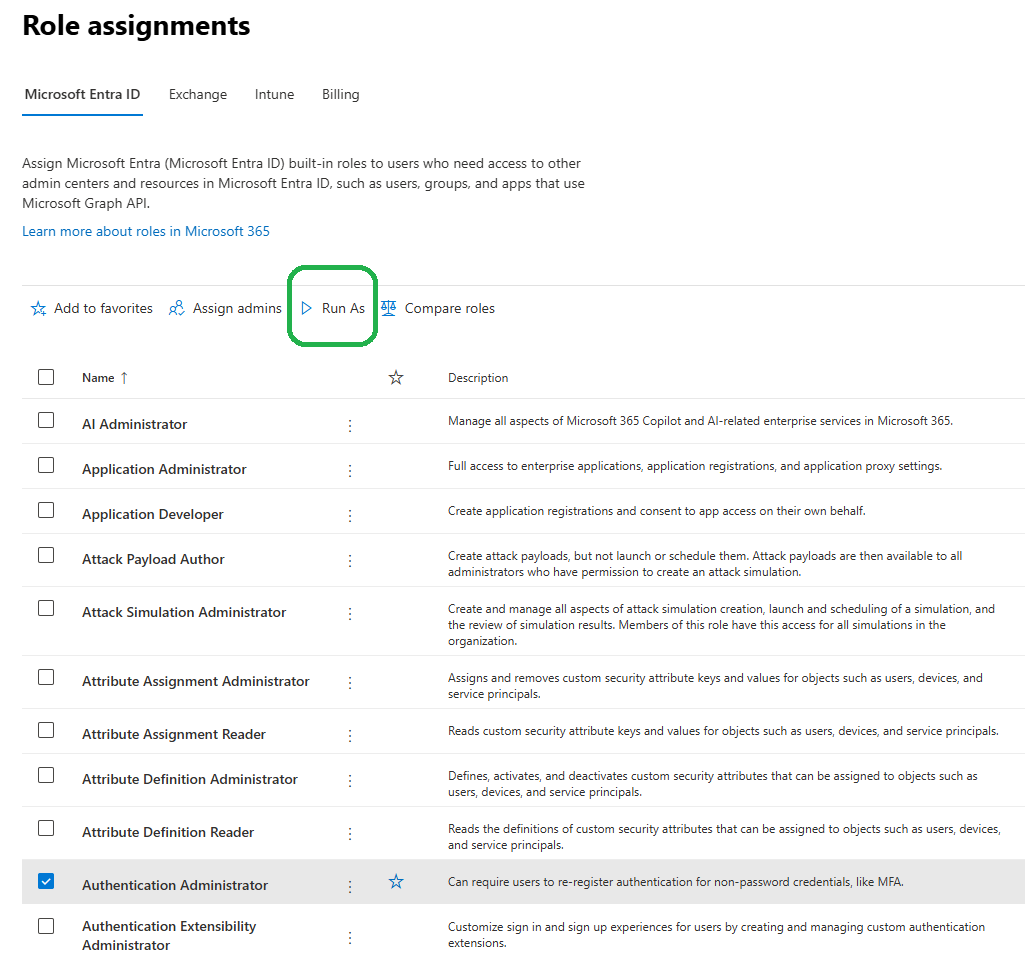 Role assignments
Microsoft Entra ID Exchange Intune Billing
Assign Microsoft Entra (Microsoft Entra ID) built-in roles to users who need access to other
admin centers and resources in Microsoft Entra ID, such as users, groups, and apps that use
Microsoft Graph API.
Learn more about roles in Microsoft 365
Add to favorites Assign admins Run As Compare roles
Name ↑ Description
AI Administrator Manage all aspects of Microsoft 365 Copilot and AI-related enterprise services in Microsoft 365.
Application Administrator Full access to enterprise applications, application registrations, and application proxy settings.
Application Developer Create application registrations and consent to app access on their own behalf.
Attack Payload Author Create attack payloads, but not launch or schedule them. Attack payloads are then available to all
administrators who have permission to create an attack simulation.
Attack Simulation Administrator Create and manage all aspects of attack simulation creation, launch and scheduling of a simulation, and
the review of simulation results. Members of this role have this access for all simulations in the
organization.
Attribute Assignment Administrator Assigns and removes custom security attribute keys and values for objects such as users, devices, and
service principals.
Attribute Assignment Reader Reads custom security attribute keys and values for objects such as users, devices, and service principals.
Attribute Definition Administrator Defines, activates, and deactivates custom security attributes that can be assigned to objects such as
users, devices, and service principals.
Attribute Definition Reader Reads the definitions of custom security attributes that can be assigned to objects such as users, devices,
and service principals.
Authentication Administrator Can require users to re-register authentication for non-password credentials, like MFA.
Authentication Extensibility Customize sign in and sign up experiences for users by creating and managing custom authentication
Administrator extensions.